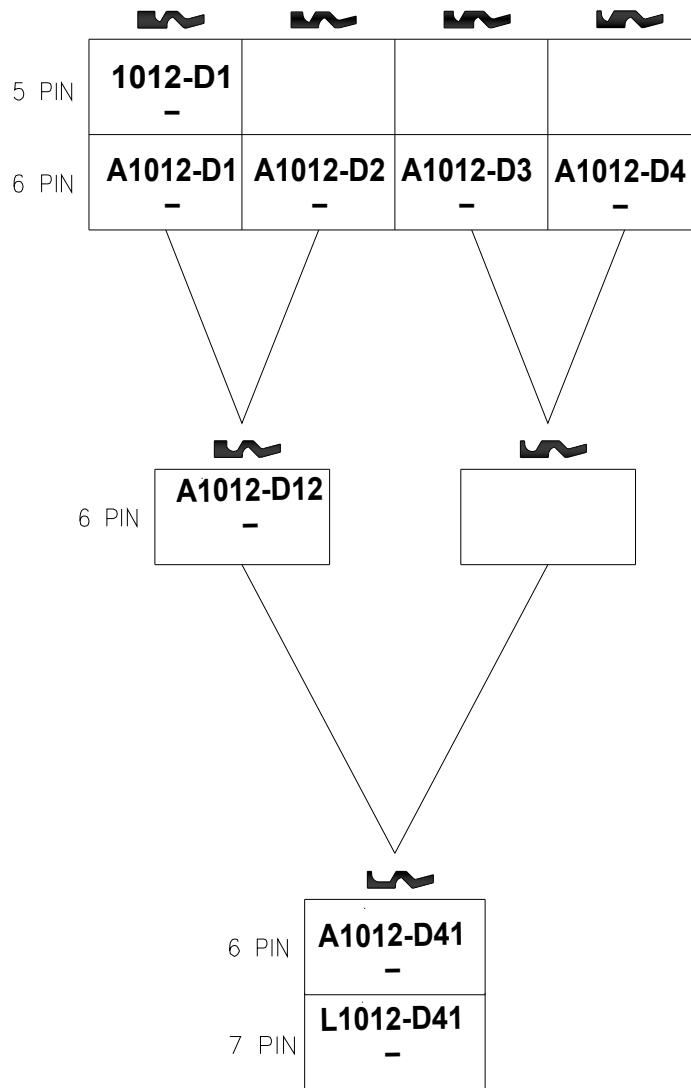 5 PIN
1012-D1
–
6 PIN
A1012-D1 A1012-D2 A1012-D3 A1012-D4
– – – –
6 PIN
A1012-D12
–
6 PIN
A1012-D41
–
7 PIN
L1012-D41
–